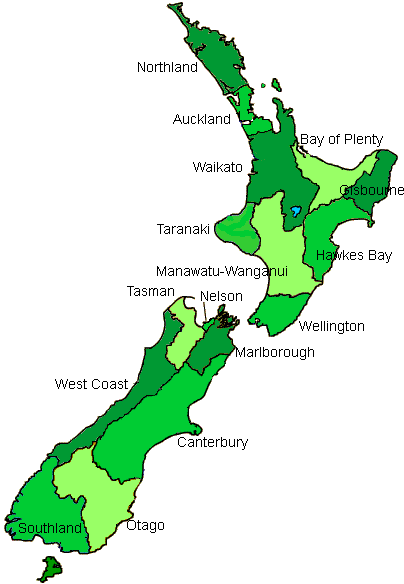 Northland
Auckland
Bay of Plenty
Waikato
Gisbourne
Taranaki
Hawkes Bay
Manawatu-Wanganui
Tasman
Nelson
Wellington
Marlborough
West Coast
Canterbury
Otago
Southland